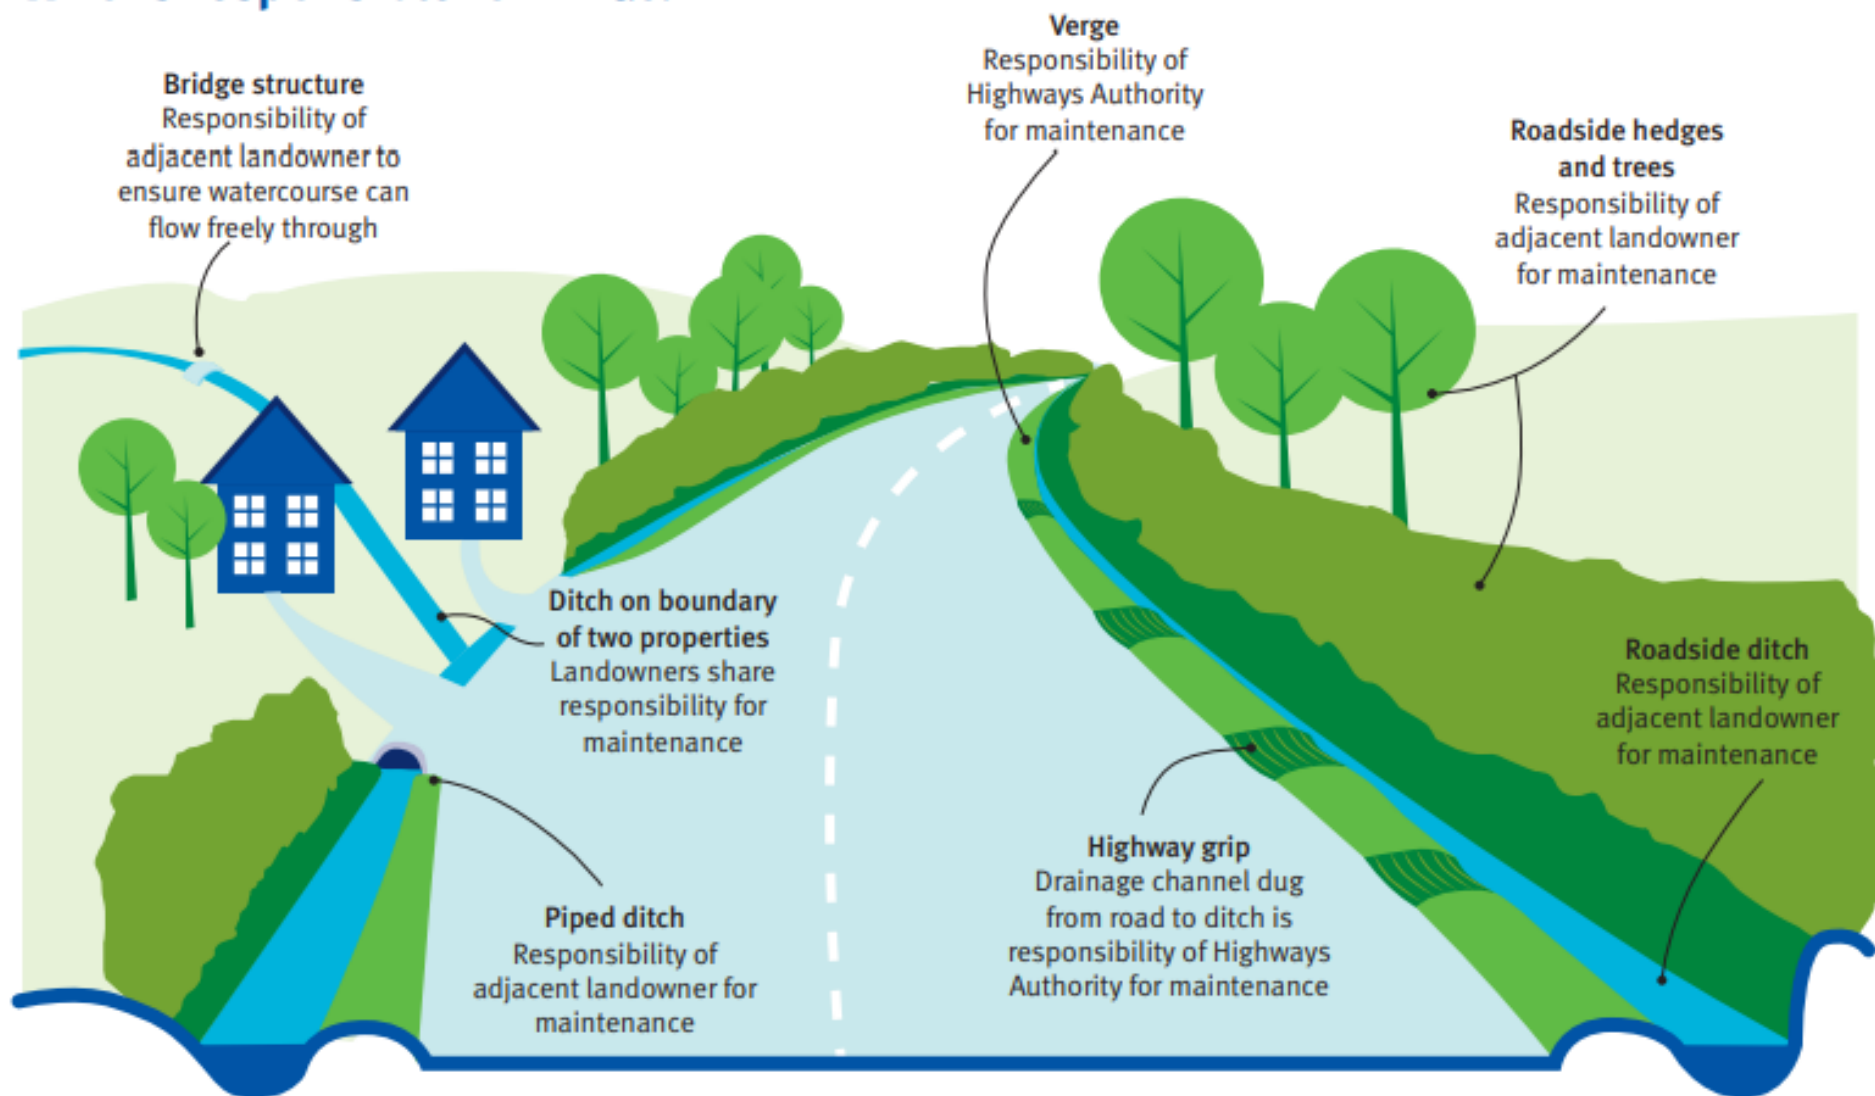 Bridge structure
Responsibility of
adjacent landowner to
ensure watercourse can
flow freely through
Verge
Responsibility of
Highways Authority
for maintenance
Roadside hedges
and trees
Responsibility of
adjacent landowner
for maintenance
Ditch on boundary
of two properties
Landowners share
responsibility for
maintenance
Roadside ditch
Responsibility of
adjacent landowner
for maintenance
Highway grip
Drainage channel dug
from road to ditch is
responsibility of Highways
Authority for maintenance
Piped ditch
Responsibility of
adjacent landowner for
maintenance